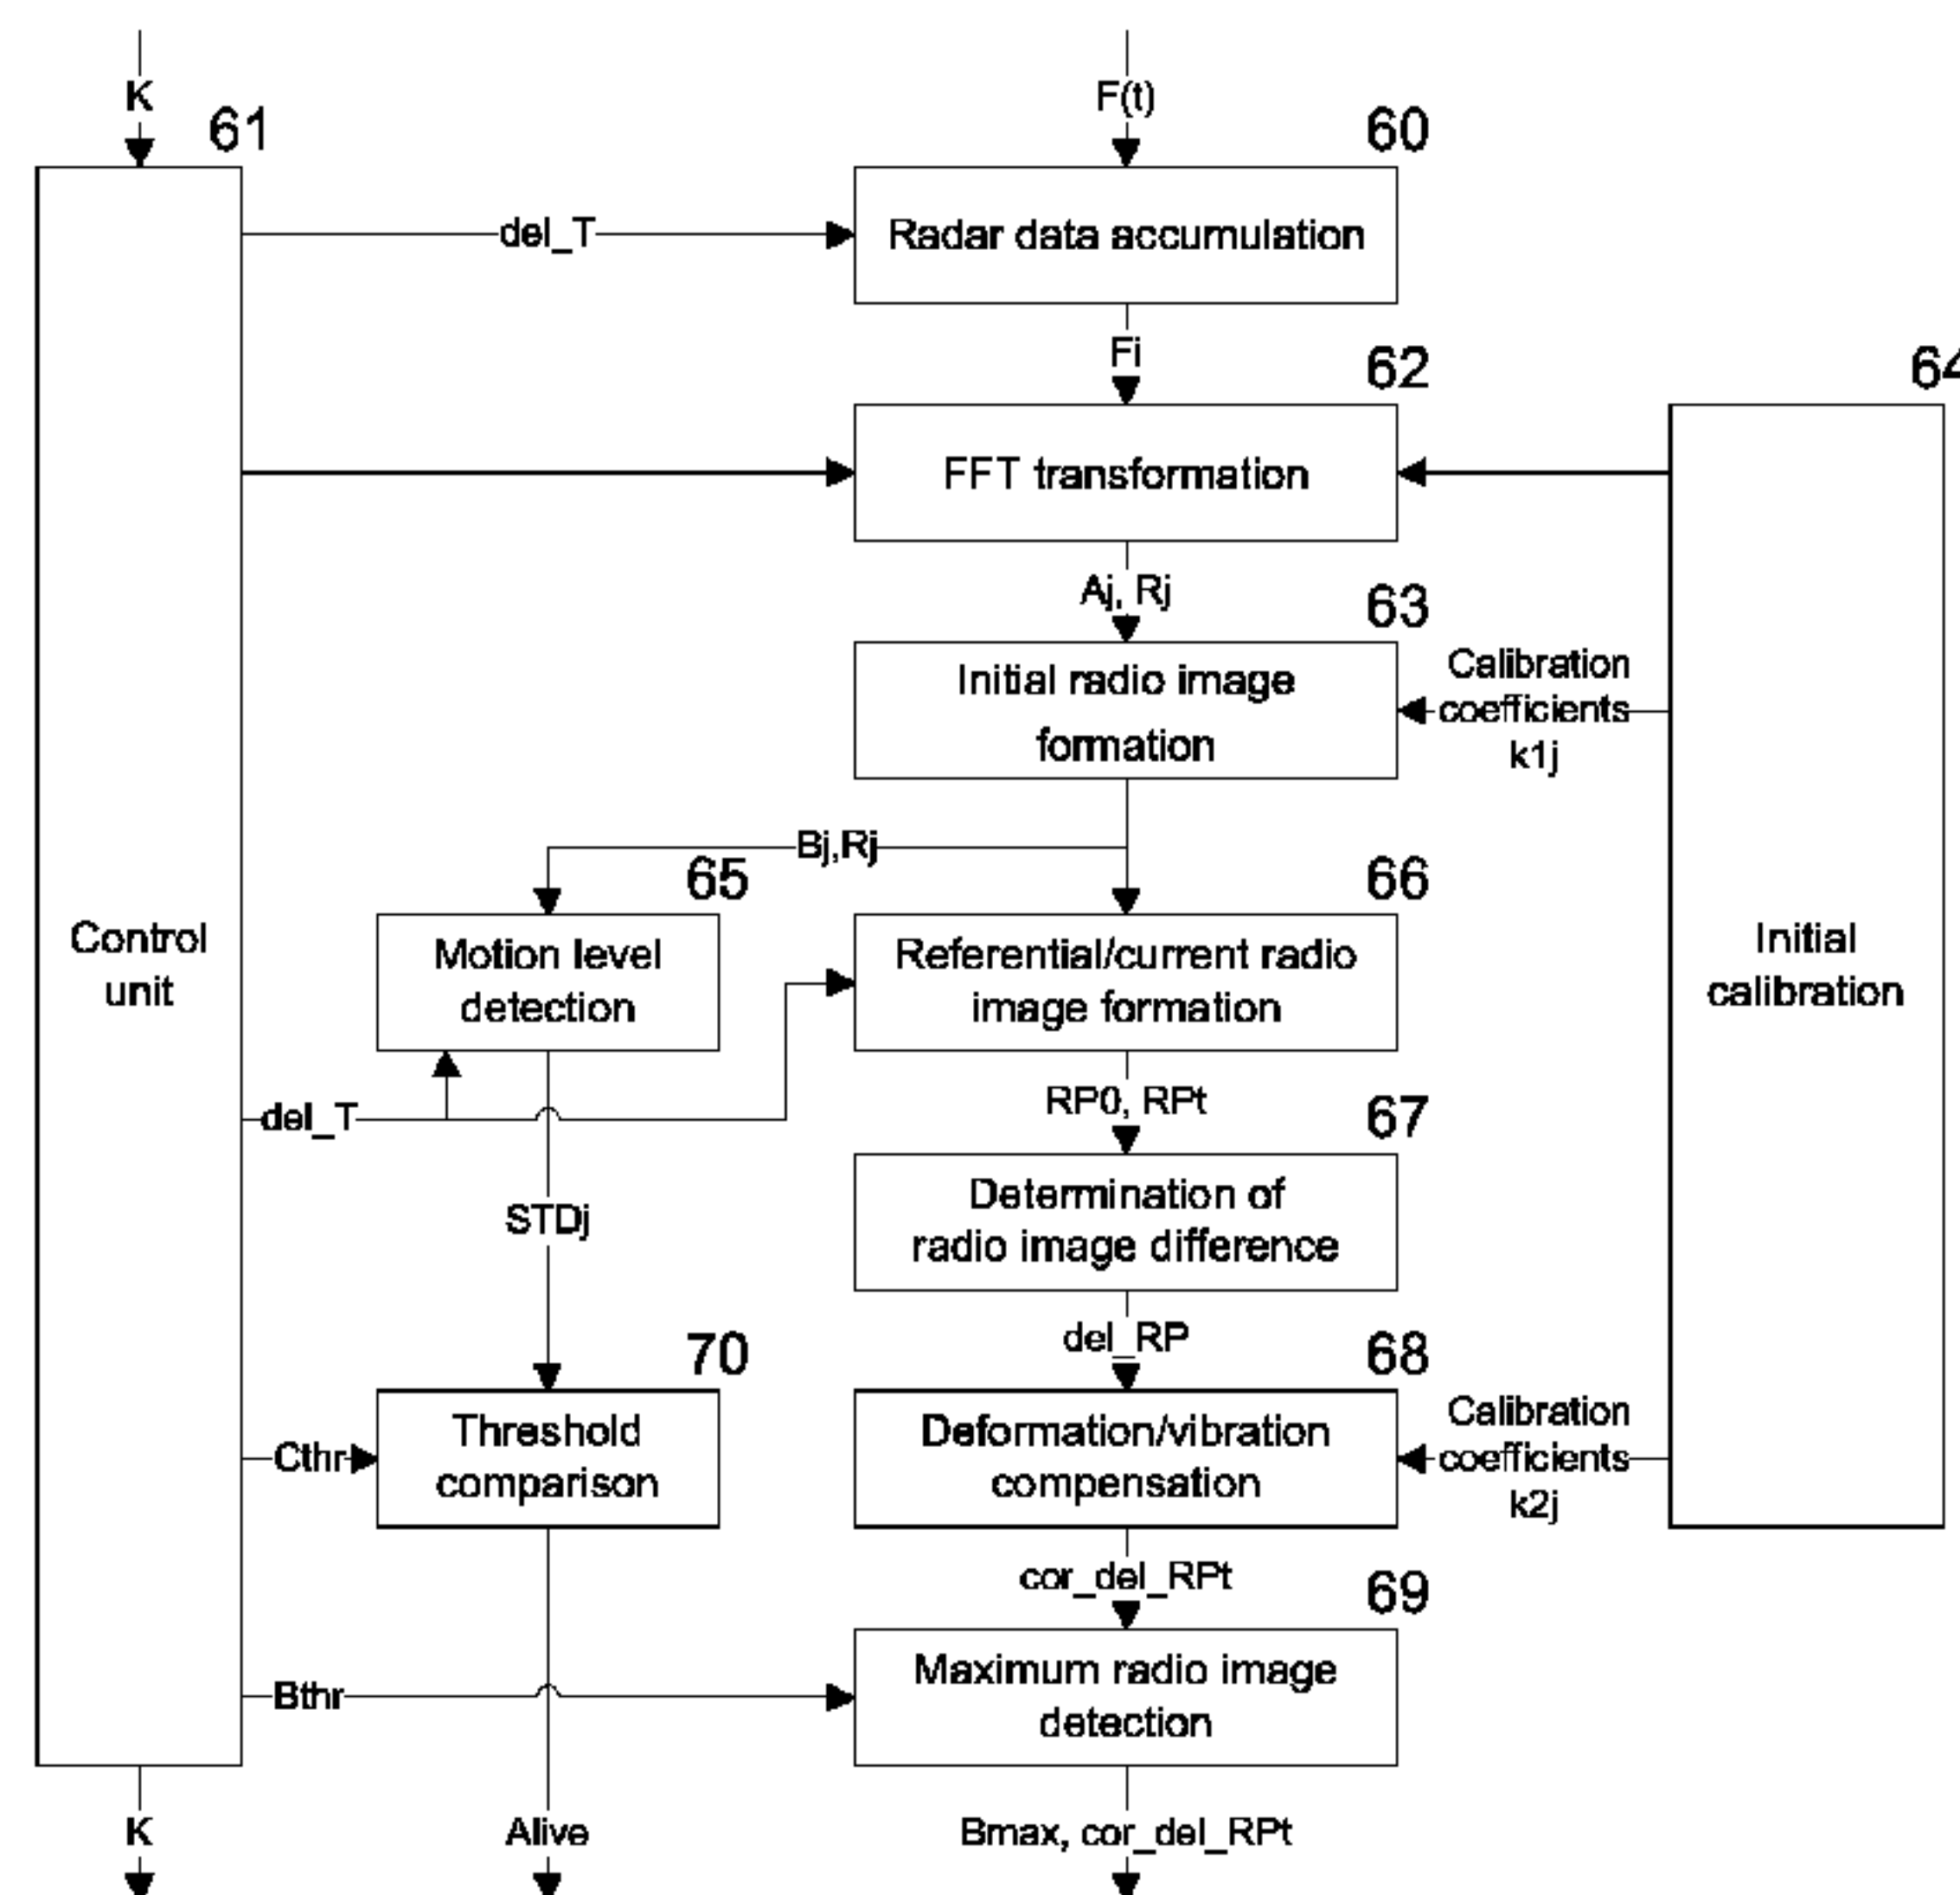 K
F(t)
61
60
del_T
Radar data accumulation
Fi
62
64
FFT transformation
Aj, Rj
63
Initial radio image
formation
Calibration
coefficients
k1j
Bj,Rj
65
66
Control
unit
Motion level
detection
Referential/current radio
image formation
Initial
calibration
del_T
RP0, RPt
67
STDj
Determination of
radio image difference
del_RP
70
68
Cthr
Threshold
comparison
Deformation/vibration
compensation
Calibration
coefficients
k2j
cor_del_RPt
69
Bthr
Maximum radio image
detection
K
Alive
Bmax, cor_del_RPt